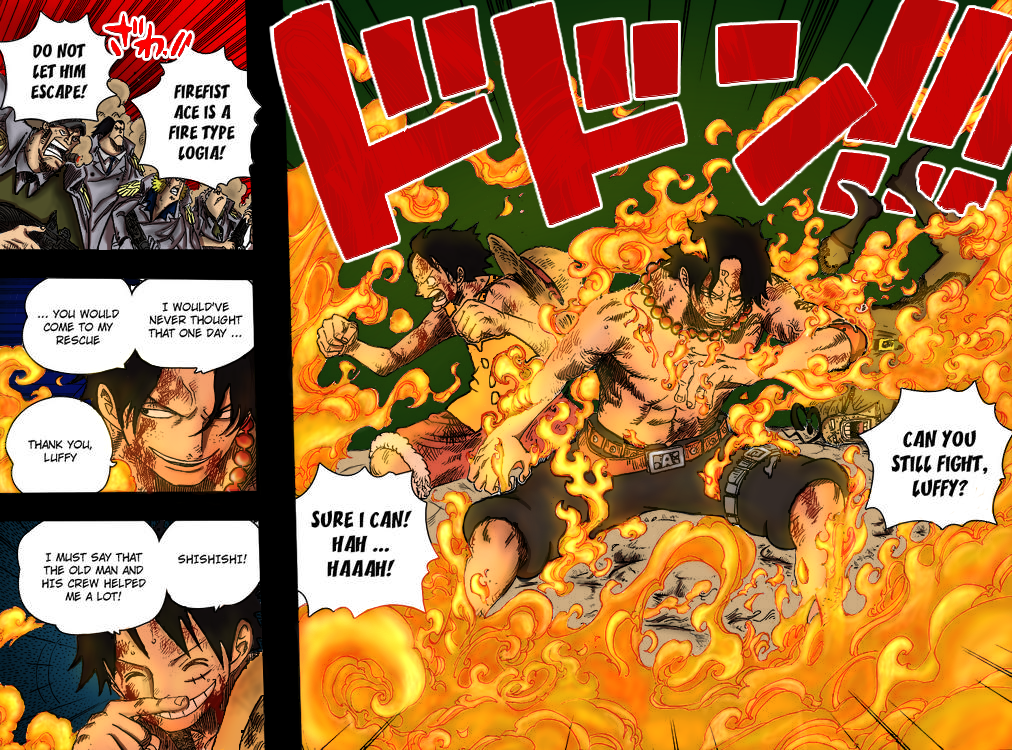 ドドン!!
CAN YOU
STILL FIGHT,
LUFFY?
SURE I CAN!
HAH ...
HAAAH!
ざわ!!
FIREFIST
ACE IS A
FIRE TYPE
LOGIA!
DO NOT
LET HIM
ESCAPE!
I WOULD'VE
NEVER THOUGHT
THAT ONE DAY ...
... YOU WOULD
COME TO MY
RESCUE
THANK YOU,
LUFFY
SHISHISHI!
I MUST SAY THAT
THE OLD MAN AND
HIS CREW HELPED
ME A LOT!